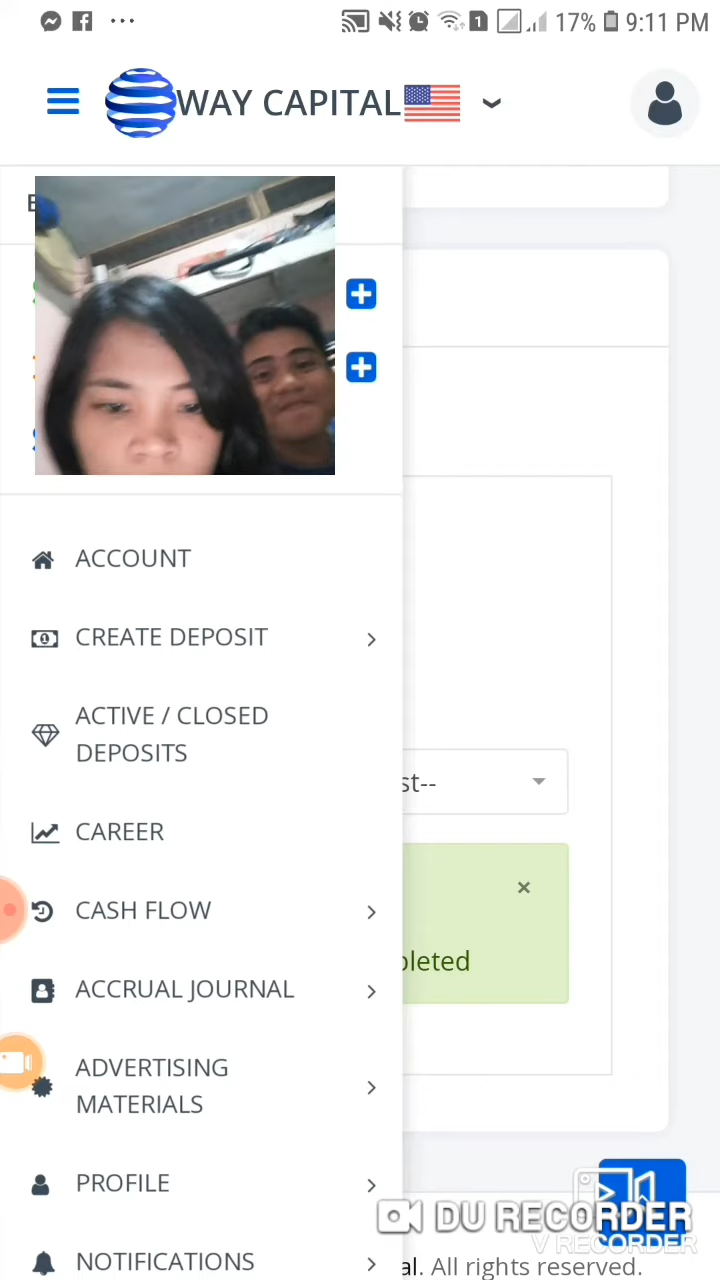 17% 9:11 PM
WAY CAPITAL
ACCOUNT
CREATE DEPOSIT
ACTIVE / CLOSED
DEPOSITS
CAREER
CASH FLOW
ACCRUAL JOURNAL
ADVERTISING
MATERIALS
PROFILE
NOTIFICATIONS
st--
pleted
DU RECORDER
V RECORDER
al. All rights reserved.